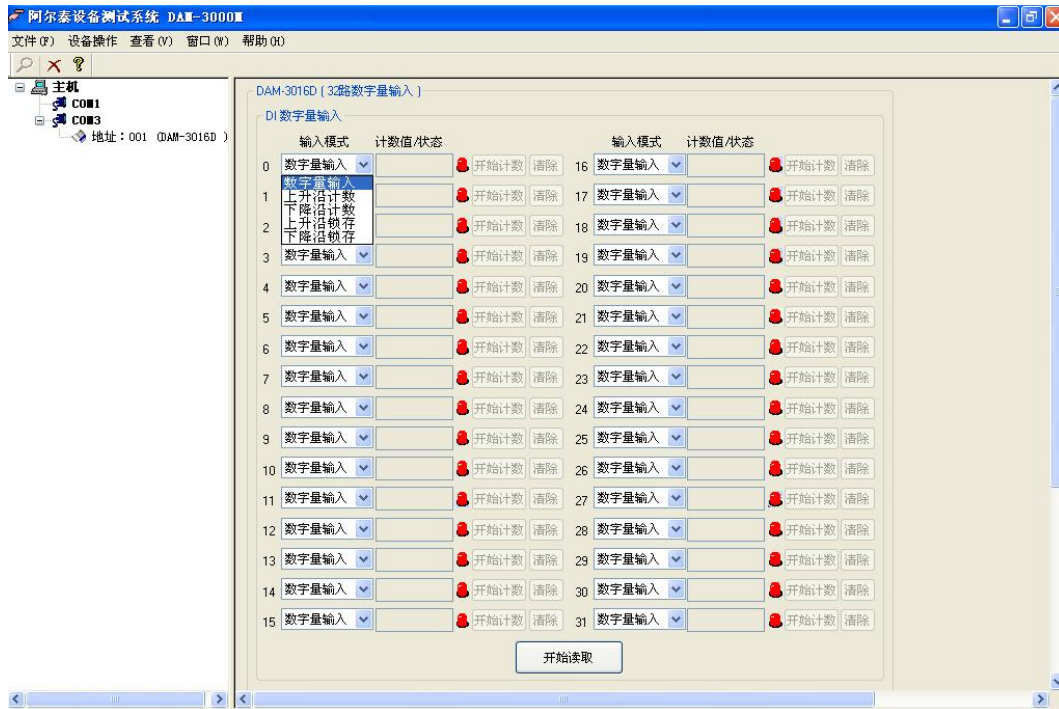 阿尔泰设备测试系统 DAM-3000M
文件(F) 设备操作 查看(V) 窗口(W) 帮助(H)
主机
COM1
COM3
地址：001 (DAM-3016D )
DAM-3016D ( 32路数字量输入 )
DI 数字量输入
输入模式 计数值/状态 输入模式 计数值/状态
0 数字量输入 开始计数 清除 16 数字量输入 开始计数 清除
数字量输入
上升沿计数
下降沿计数
上升沿锁存
下降沿锁存
1 开始计数 清除 17 数字量输入 开始计数 清除
2 开始计数 清除 18 数字量输入 开始计数 清除
3 数字量输入 开始计数 清除 19 数字量输入 开始计数 清除
4 数字量输入 开始计数 清除 20 数字量输入 开始计数 清除
5 数字量输入 开始计数 清除 21 数字量输入 开始计数 清除
6 数字量输入 开始计数 清除 22 数字量输入 开始计数 清除
7 数字量输入 开始计数 清除 23 数字量输入 开始计数 清除
8 数字量输入 开始计数 清除 24 数字量输入 开始计数 清除
9 数字量输入 开始计数 清除 25 数字量输入 开始计数 清除
10 数字量输入 开始计数 清除 26 数字量输入 开始计数 清除
11 数字量输入 开始计数 清除 27 数字量输入 开始计数 清除
12 数字量输入 开始计数 清除 28 数字量输入 开始计数 清除
13 数字量输入 开始计数 清除 29 数字量输入 开始计数 清除
14 数字量输入 开始计数 清除 30 数字量输入 开始计数 清除
15 数字量输入 开始计数 清除 31 数字量输入 开始计数 清除
开始读取